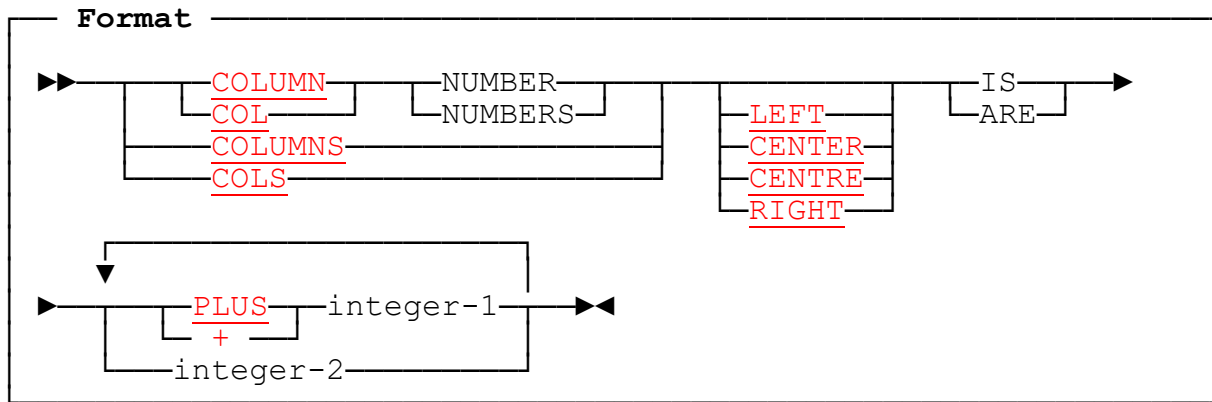 Format
COLUMN NUMBER IS
COL NUMBERS LEFT ARE
COLUMNS CENTER
COLS CENTRE
RIGHT
PLUS integer-1
+
integer-2